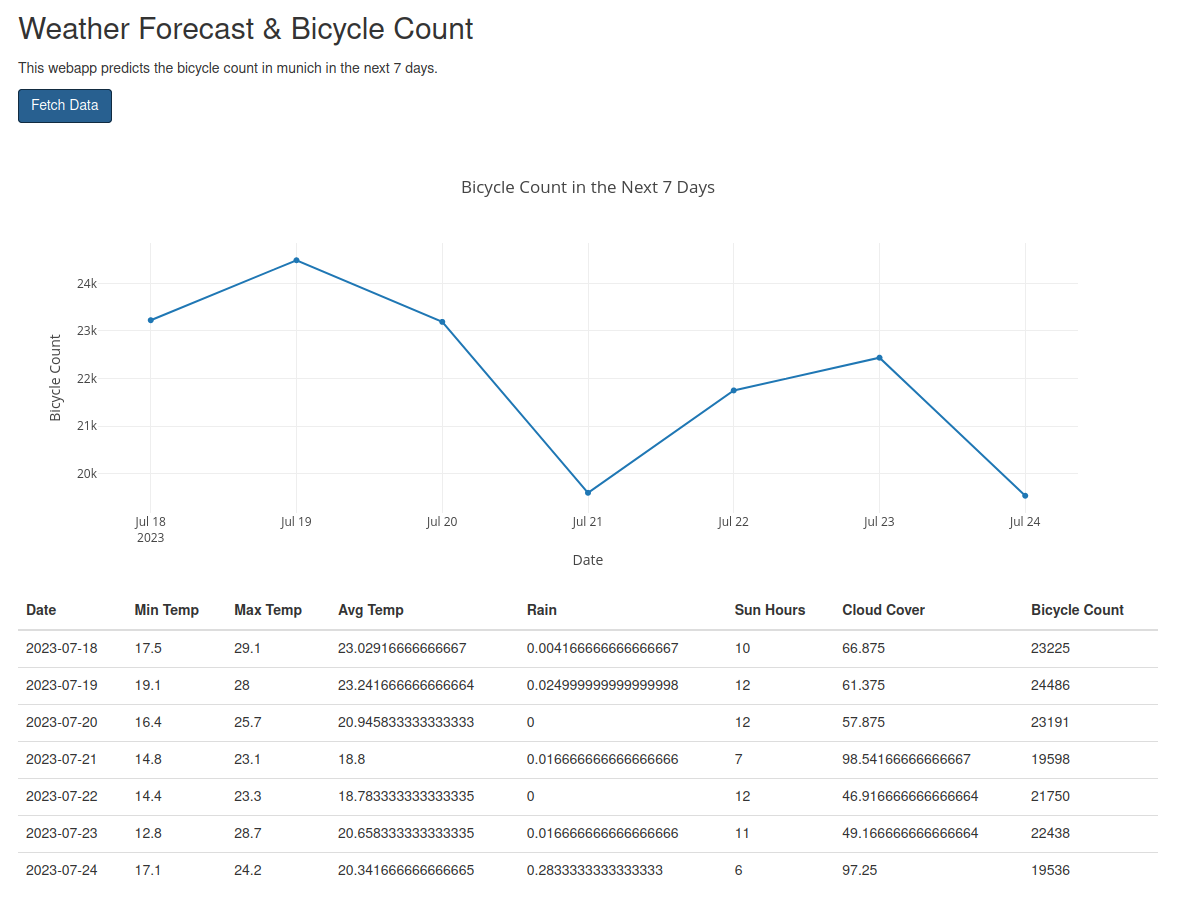 Weather Forecast & Bicycle Count
This webapp predicts the bicycle count in munich in the next 7 days.
Fetch Data
Bicycle Count in the Next 7 Days
24k
23k
22k
21k
20k
Bicycle Count
Jul 18 Jul 19 Jul 20 Jul 21 Jul 22 Jul 23 Jul 24
2023
Date
Date Min Temp Max Temp Avg Temp Rain Sun Hours Cloud Cover Bicycle Count
2023-07-18 17.5 29.1 23.02916666666667 0.004166666666666667 10 66.875 23225
2023-07-19 19.1 28 23.241666666666664 0.024999999999999998 12 61.375 24486
2023-07-20 16.4 25.7 20.945833333333333 0 12 57.875 23191
2023-07-21 14.8 23.1 18.8 0.016666666666666666 7 98.54166666666667 19598
2023-07-22 14.4 23.3 18.783333333333335 0 12 46.916666666666664 21750
2023-07-23 12.8 28.7 20.658333333333335 0.016666666666666666 11 49.166666666666664 22438
2023-07-24 17.1 24.2 20.341666666666665 0.2833333333333333 6 97.25 19536